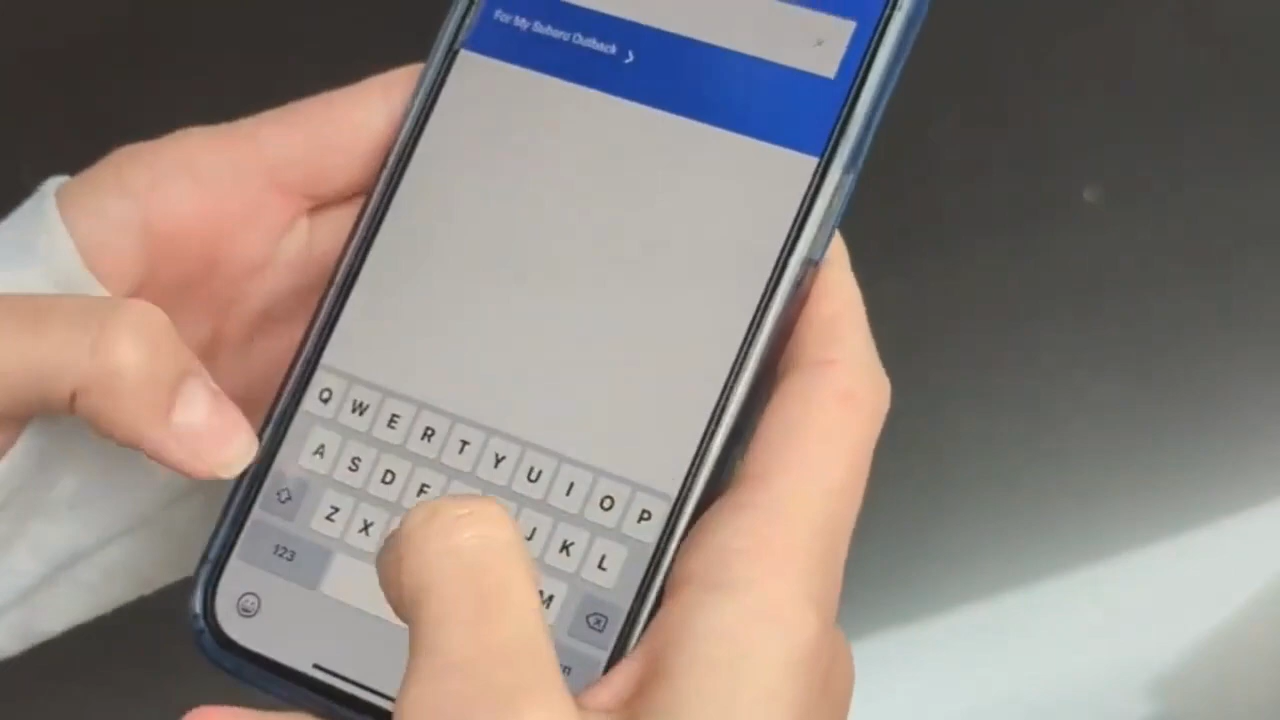 For My Subaru Outback
Q W E R T Y U I O P
A S D F J K L
Z X M
123